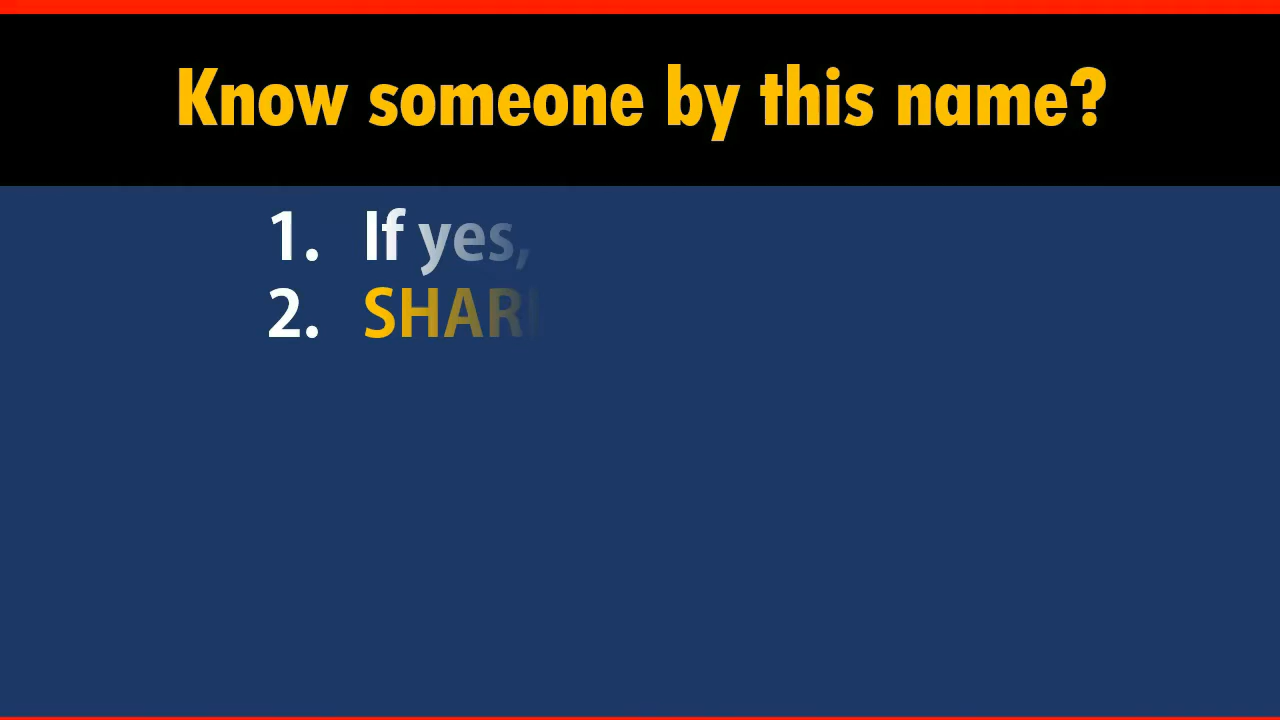 Know someone by this name?
1. If yes,
2. SHAR